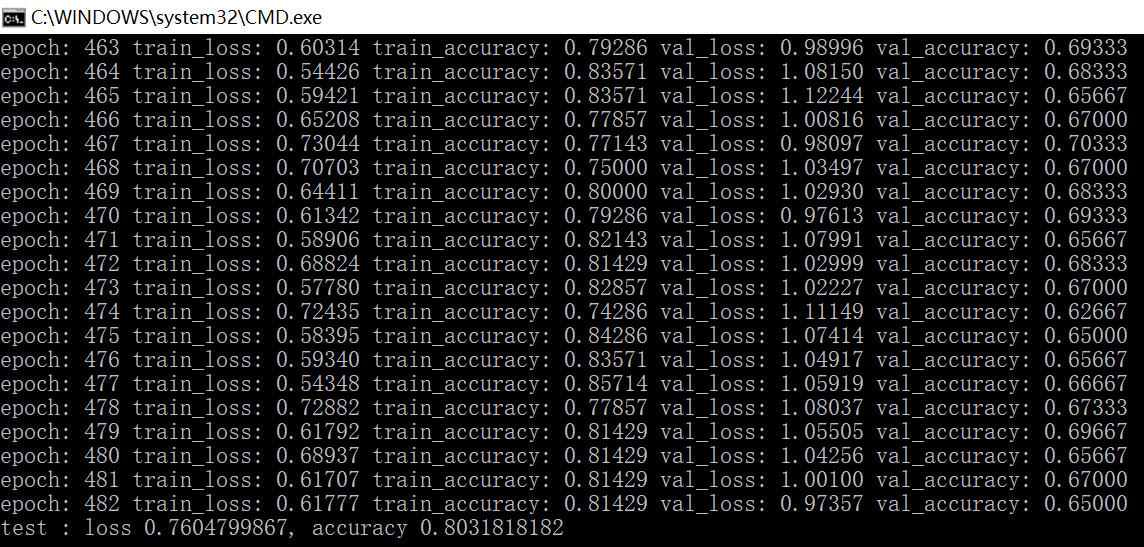 C:\WINDOWS\system32\CMD.exe
epoch: 463 train_loss: 0.60314 train_accuracy: 0.79286 val_loss: 0.98996 val_accuracy: 0.69333
epoch: 464 train_loss: 0.54426 train_accuracy: 0.83571 val_loss: 1.08150 val_accuracy: 0.68333
epoch: 465 train_loss: 0.59421 train_accuracy: 0.83571 val_loss: 1.12244 val_accuracy: 0.65667
epoch: 466 train_loss: 0.65208 train_accuracy: 0.77857 val_loss: 1.00816 val_accuracy: 0.67000
epoch: 467 train_loss: 0.73044 train_accuracy: 0.77143 val_loss: 0.98097 val_accuracy: 0.70333
epoch: 468 train_loss: 0.70703 train_accuracy: 0.75000 val_loss: 1.03497 val_accuracy: 0.67000
epoch: 469 train_loss: 0.64411 train_accuracy: 0.80000 val_loss: 1.02930 val_accuracy: 0.68333
epoch: 470 train_loss: 0.61342 train_accuracy: 0.79286 val_loss: 0.97613 val_accuracy: 0.69333
epoch: 471 train_loss: 0.58906 train_accuracy: 0.82143 val_loss: 1.07991 val_accuracy: 0.65667
epoch: 472 train_loss: 0.68824 train_accuracy: 0.81429 val_loss: 1.02999 val_accuracy: 0.68333
epoch: 473 train_loss: 0.57780 train_accuracy: 0.82857 val_loss: 1.02227 val_accuracy: 0.67000
epoch: 474 train_loss: 0.72435 train_accuracy: 0.74286 val_loss: 1.11149 val_accuracy: 0.62667
epoch: 475 train_loss: 0.58395 train_accuracy: 0.84286 val_loss: 1.07414 val_accuracy: 0.65000
epoch: 476 train_loss: 0.59340 train_accuracy: 0.83571 val_loss: 1.04917 val_accuracy: 0.65667
epoch: 477 train_loss: 0.54348 train_accuracy: 0.85714 val_loss: 1.05919 val_accuracy: 0.66667
epoch: 478 train_loss: 0.72882 train_accuracy: 0.77857 val_loss: 1.08037 val_accuracy: 0.67333
epoch: 479 train_loss: 0.61792 train_accuracy: 0.81429 val_loss: 1.05505 val_accuracy: 0.69667
epoch: 480 train_loss: 0.68937 train_accuracy: 0.81429 val_loss: 1.04256 val_accuracy: 0.65667
epoch: 481 train_loss: 0.61707 train_accuracy: 0.81429 val_loss: 1.00100 val_accuracy: 0.67000
epoch: 482 train_loss: 0.61777 train_accuracy: 0.81429 val_loss: 0.97357 val_accuracy: 0.65000
test : loss 0.7604799867, accuracy 0.8031818182